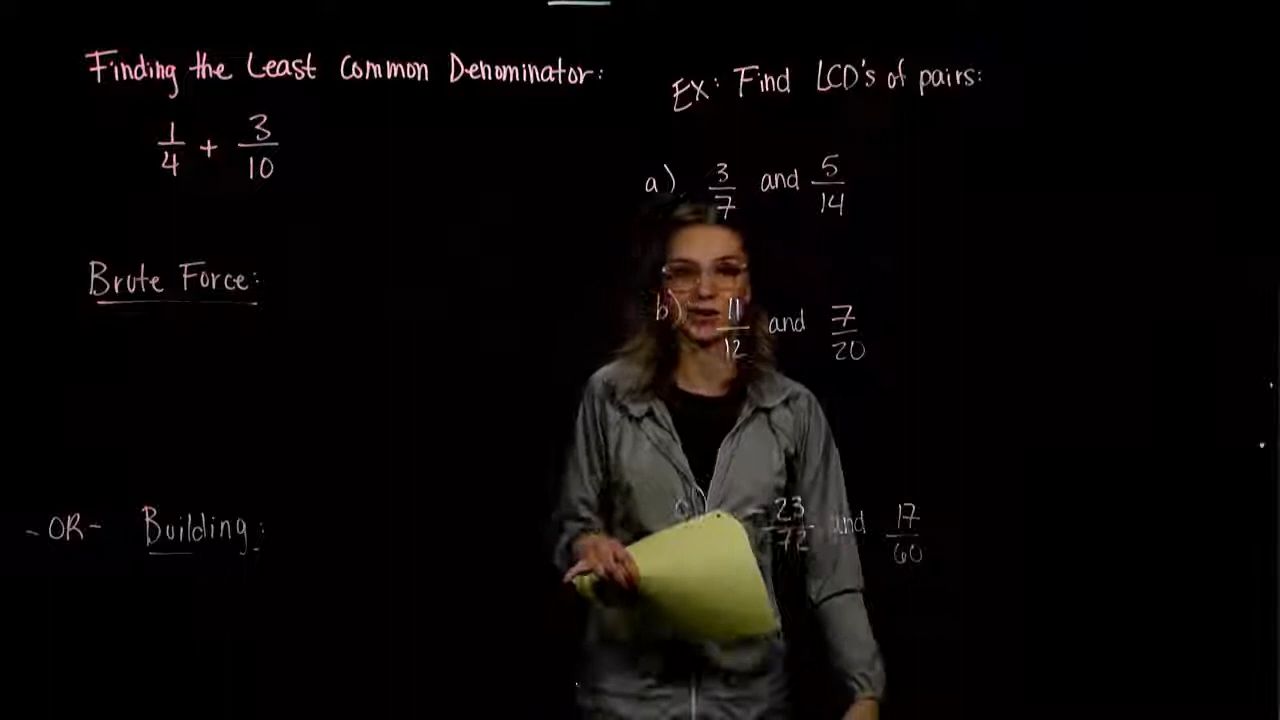 Finding the Least Common Denominator:
1/4 + 3/10
Brute Force:
-OR- Building:
EX: Find LCD's of pairs:
a) 3/7 and 5/14
b) 11/12 and 7/20
23/72 and 17/60